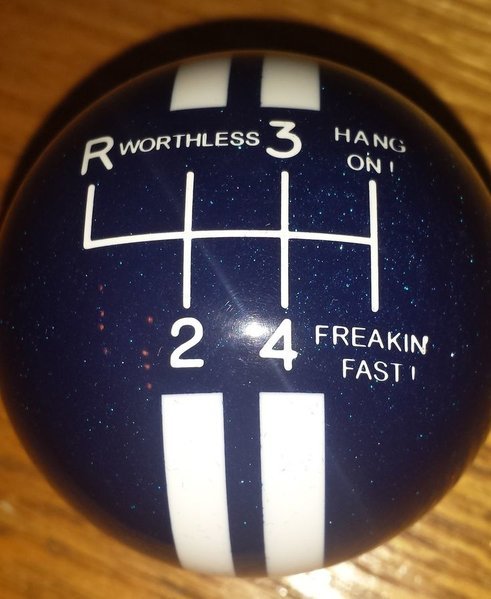 R WORTHLESS 3 HANG
ON!
2 4 FREAKIN'
FAST!